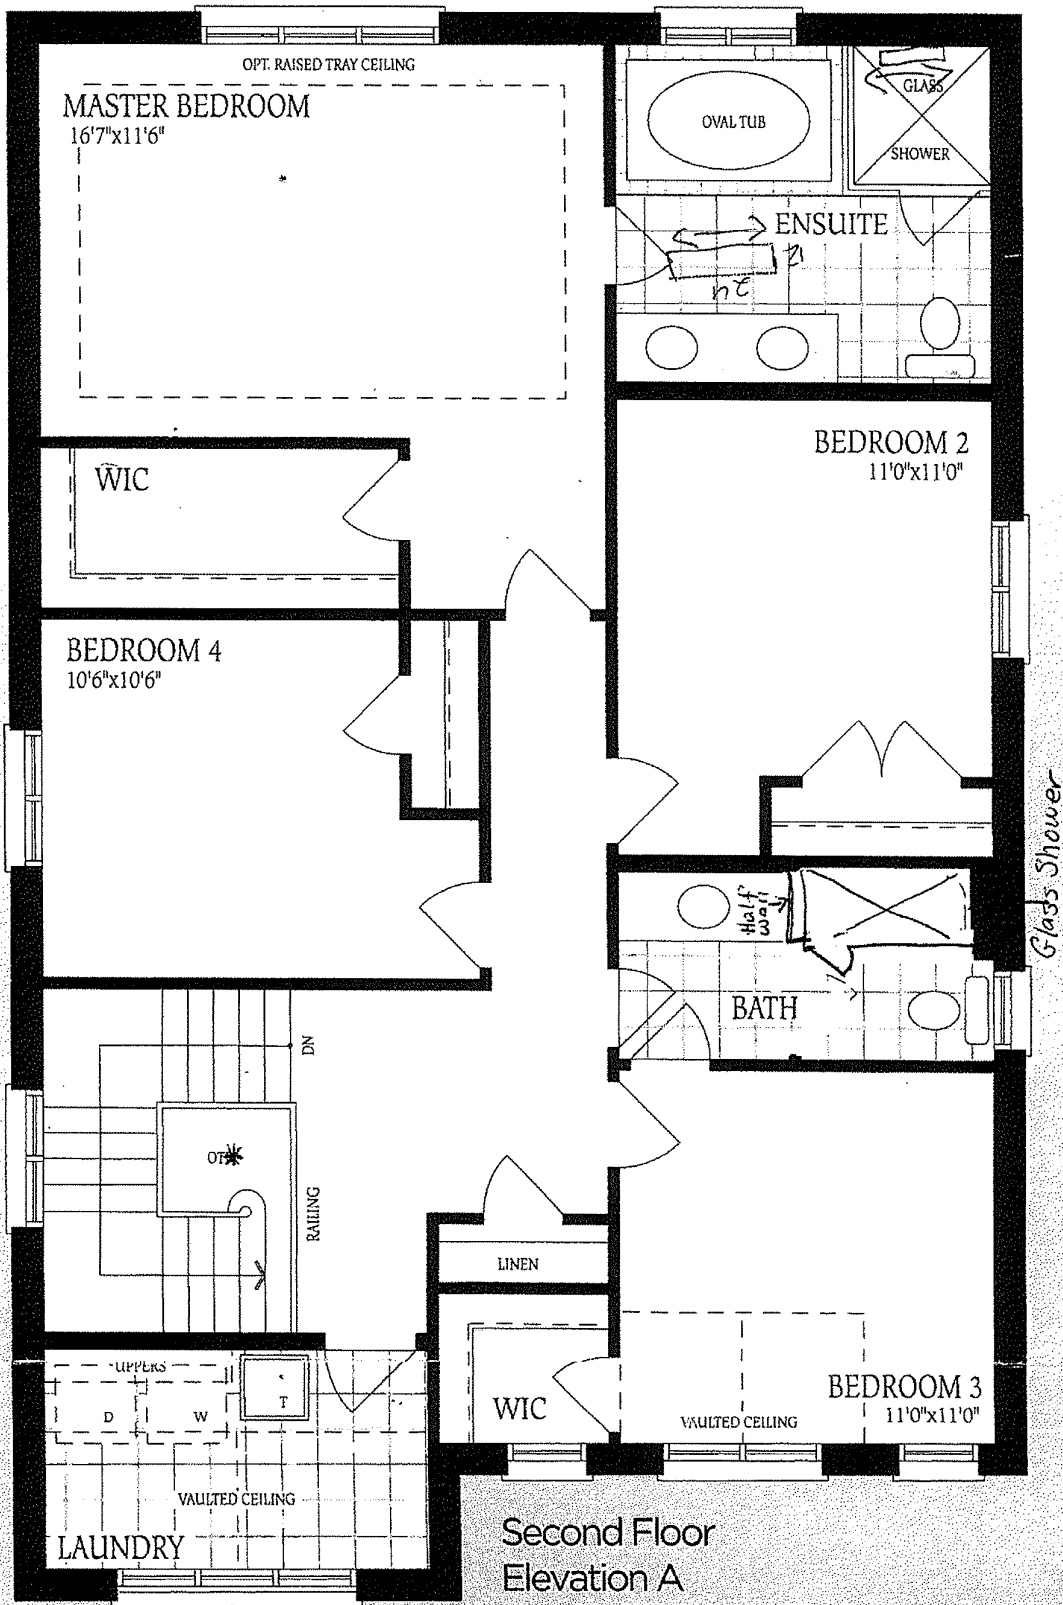 OPT. RAISED TRAY CEILING
MASTER BEDROOM
16'7"x11'6"
OVAL TUB
GLASS
SHOWER
ENSUITE
12
24
BEDROOM 2
11'0"x11'0"
WIC
BEDROOM 4
10'6"x10'6"
Glass Shower
Half
wall
BATH
DN
RAILING
LINEN
UPPERS
D
W
T
WIC
BEDROOM 3
11'0"x11'0"
VAULTED CEILING
VAULTED CEILING
LAUNDRY
Second Floor
Elevation A